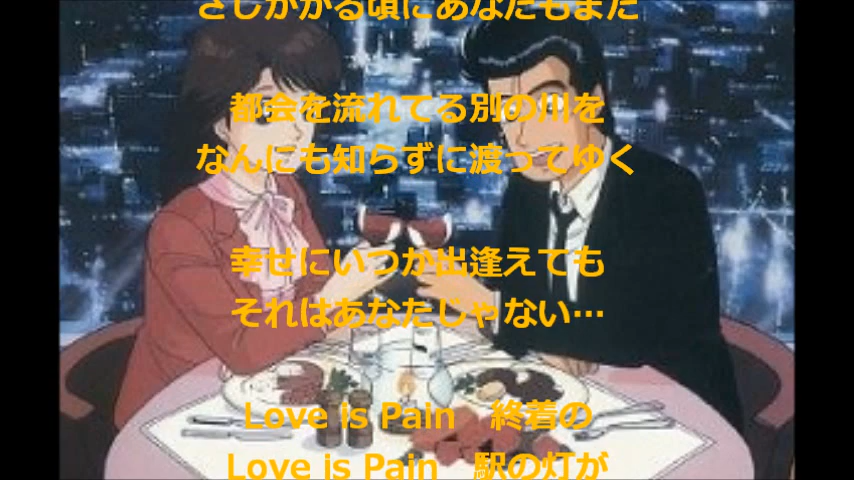 さしかかる頃にあなたもまた
都会を流れてる別の川を
なんにも知らずに渡ってゆく
幸せにいつか出逢えても
それはあなたじゃない…
Love is Pain　終着の
Love is Pain　駅の灯が